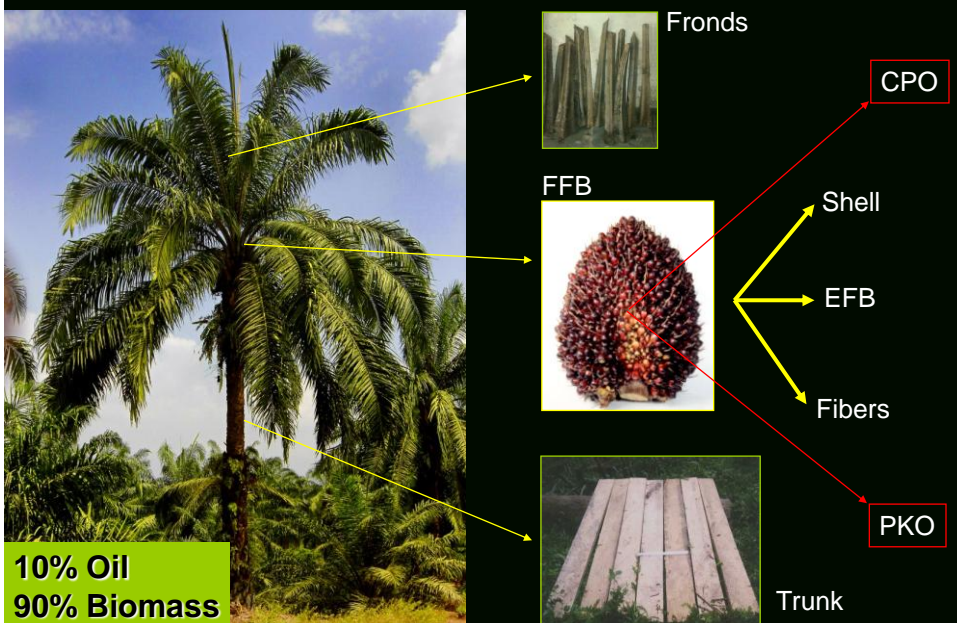 Fronds
CPO
FFB
Shell
EFB
Fibers
PKO
Trunk
10% Oil
90% Biomass